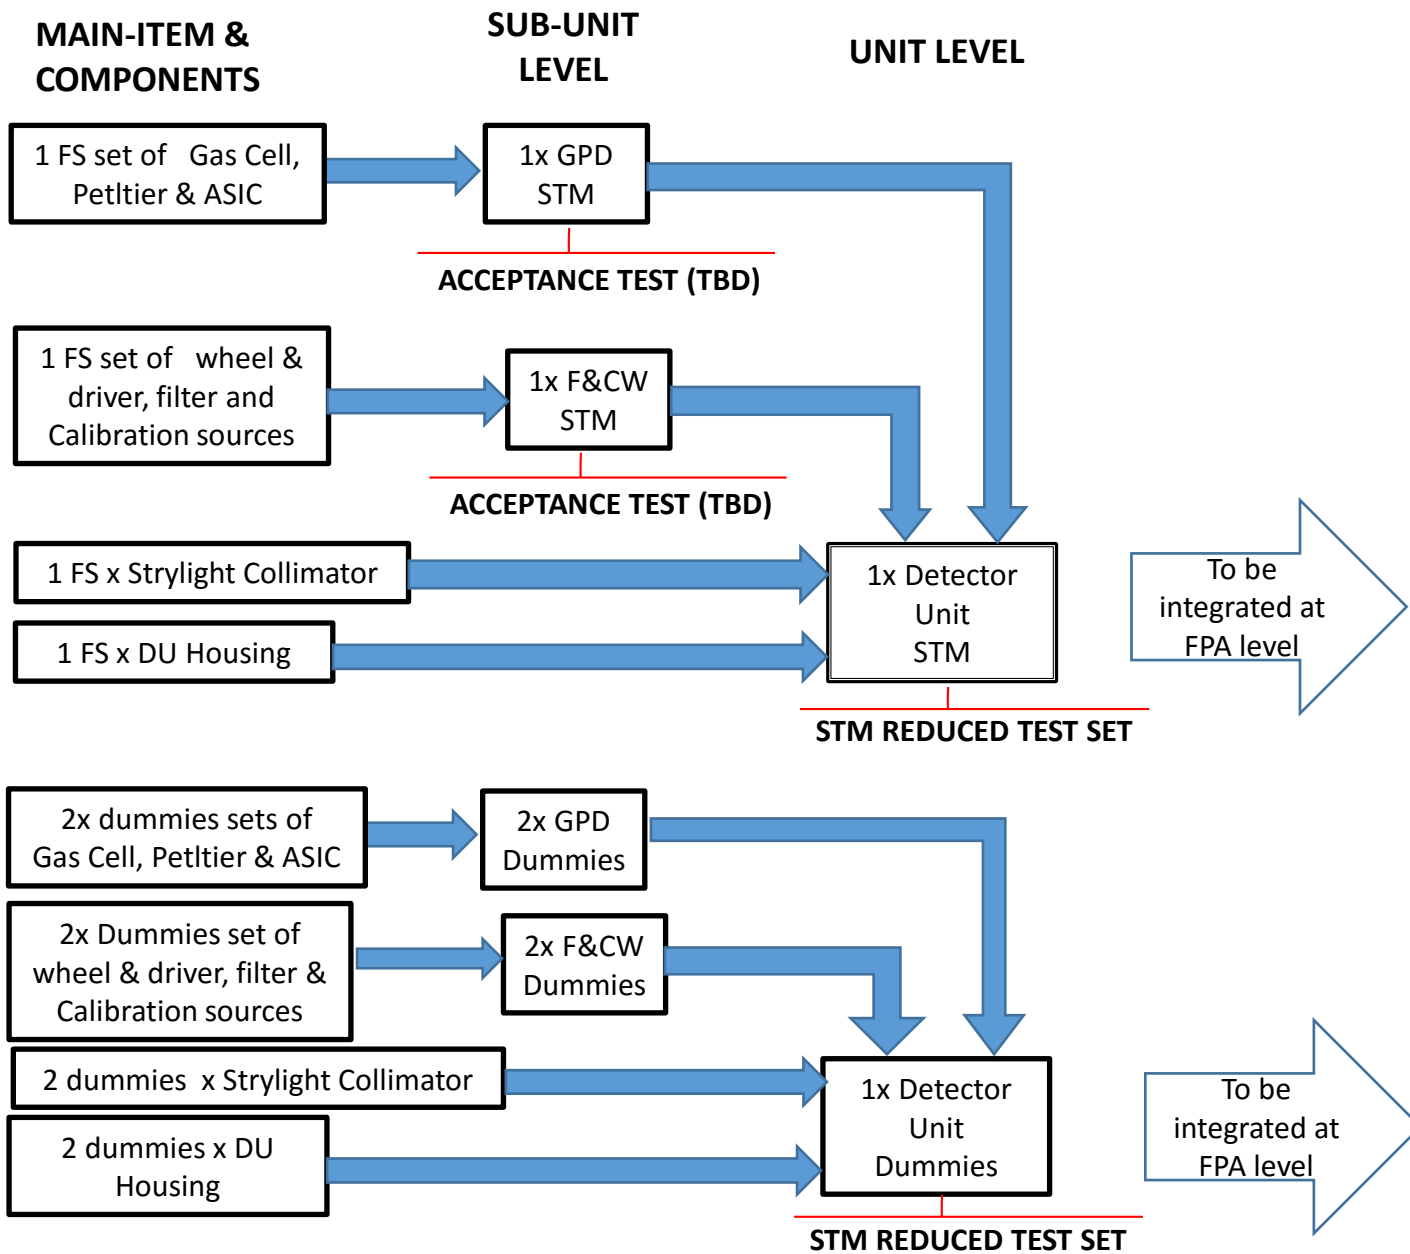 MAIN-ITEM &
COMPONENTS
SUB-UNIT
LEVEL
UNIT LEVEL
1 FS set of   Gas Cell,
Petltier & ASIC
1x GPD
STM
ACCEPTANCE TEST (TBD)
1 FS set of   wheel &
driver, filter and
Calibration sources
1x F&CW
STM
ACCEPTANCE TEST (TBD)
1 FS x Strylight Collimator
1 FS x DU Housing
1x Detector
Unit
STM
STM REDUCED TEST SET
To be
integrated at
FPA level
2x dummies sets of
Gas Cell, Petltier & ASIC
2x GPD
Dummies
2x Dummies set of
wheel & driver, filter &
Calibration sources
2x F&CW
Dummies
2 dummies  x Strylight Collimator
2 dummies x DU
Housing
1x Detector
Unit
Dummies
STM REDUCED TEST SET
To be
integrated at
FPA level